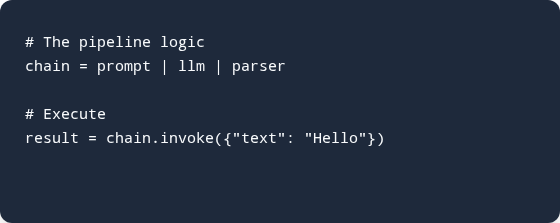 # The pipeline logic
chain = prompt | llm | parser
# Execute
result = chain.invoke({"text": "Hello"})